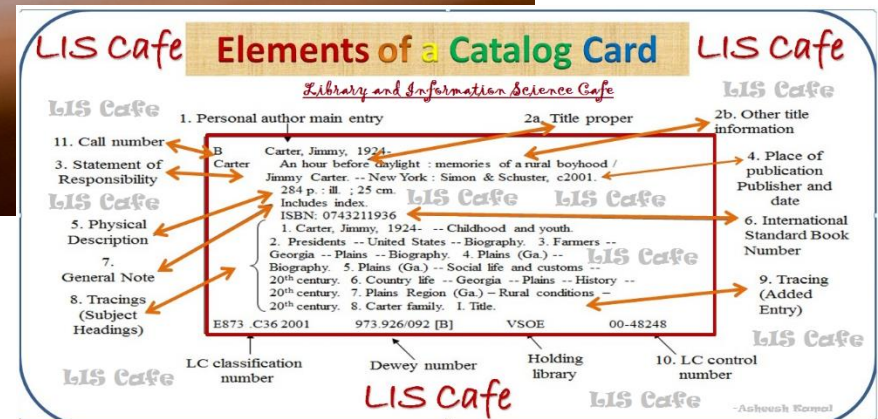 LIS Cafe Elements of a Catalog Card LIS Cafe
Library and Information Science Cafe
LIS Cafe
LIS Cafe
1. Personal author main entry
2a. Title proper
2b. Other title
information
11. Call number
3. Statement of
Responsibility
LIS Cafe
5. Physical
Description
7.
General Note
8. Tracings
(Subject
Headings)
B Carter, Jimmy, 1924-
Carter An hour before daylight : memories of a rural boyhood /
Jimmy Carter. -- New York : Simon & Schuster, c2001.
284 p. : ill. ; 25 cm.
LIS Cafe
LIS Cafe
Includes index.
ISBN: 0743211936
1. Carter, Jimmy, 1924- -- Childhood and youth.
2. Presidents -- United States -- Biography. 3. Farmers --
Georgia -- Plains -- Biography. 4. Plains (Ga.) --
LIS Cafe
Biography. 5. Plains (Ga.) -- Social life and customs --
20th century. 6. Country life -- Georgia -- Plains -- History --
20th century. 7. Plains Region (Ga.) – Rural conditions –
20th century. 8. Carter family. I. Title.
E873 .C36 2001 973.926/092 [B] VSOE 00-48248
4. Place of
publication
Publisher and
date
LIS Cafe
6. International
Standard Book
Number
9. Tracing
(Added
Entry)
LIS Cafe
LC classification
number
Dewey number
Holding
library
10. LC control
number
LIS Cafe
LIS Cafe
LIS Cafe
-Asheesh Kamal